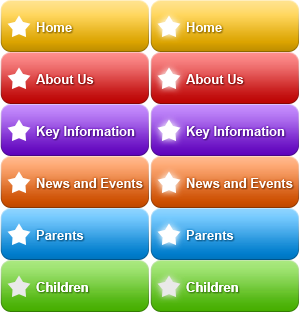 Home Home
About Us About Us
Key Information Key Information
News and Events News and Events
Parents Parents
Children Children